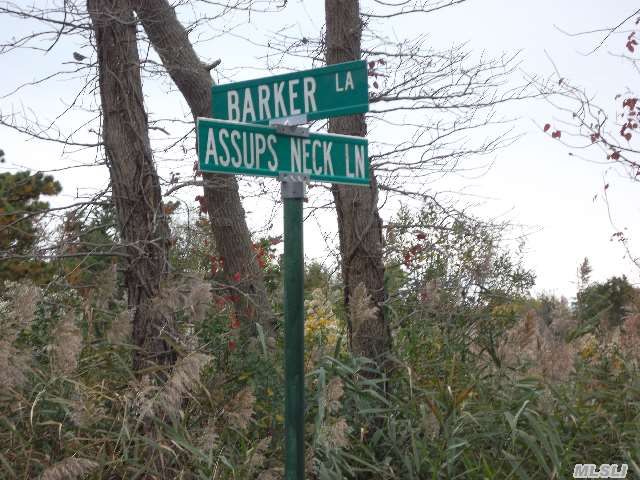 BARKER LA
ASSUPS NECK LN
MLSLI